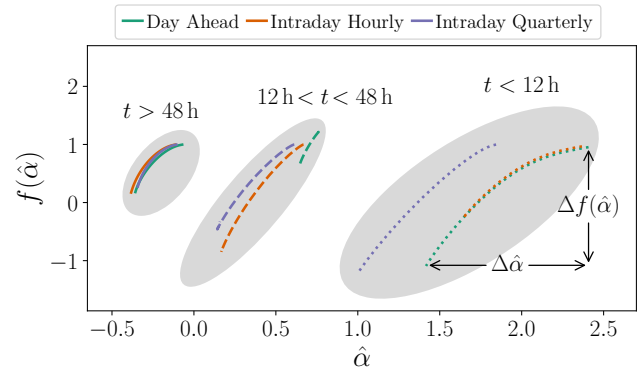 Day Ahead Intraday Hourly Intraday Quarterly
t > 48 h
12 h < t < 48 h
t < 12 h
f(α̂)
2
1
0
−1
Δf(α̂)
Δα̂
−0.5 0.0 0.5 1.0 1.5 2.0 2.5
α̂